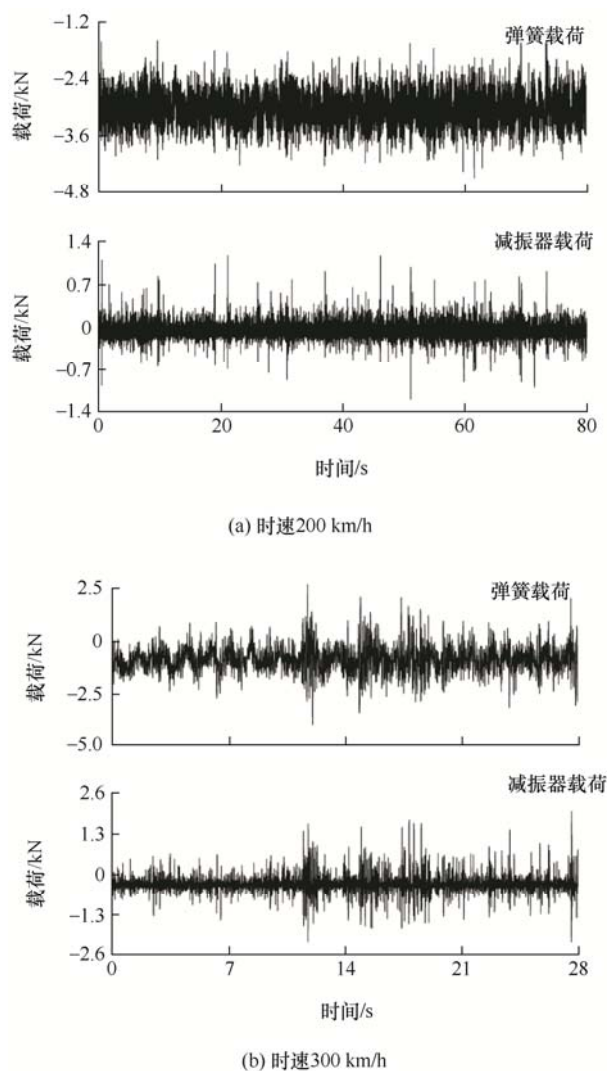 弹簧载荷
载荷/kN
−1.2
−2.4
−3.6
−4.8
减振器载荷
载荷/kN
1.4
0.7
0
−0.7
−1.4
0 20 40 60 80
时间/s
(a) 时速200 km/h
弹簧载荷
载荷/kN
2.5
0
−2.5
−5.0
减振器载荷
载荷/kN
2.6
1.3
0
−1.3
−2.6
0 7 14 21 28
时间/s
(b) 时速300 km/h